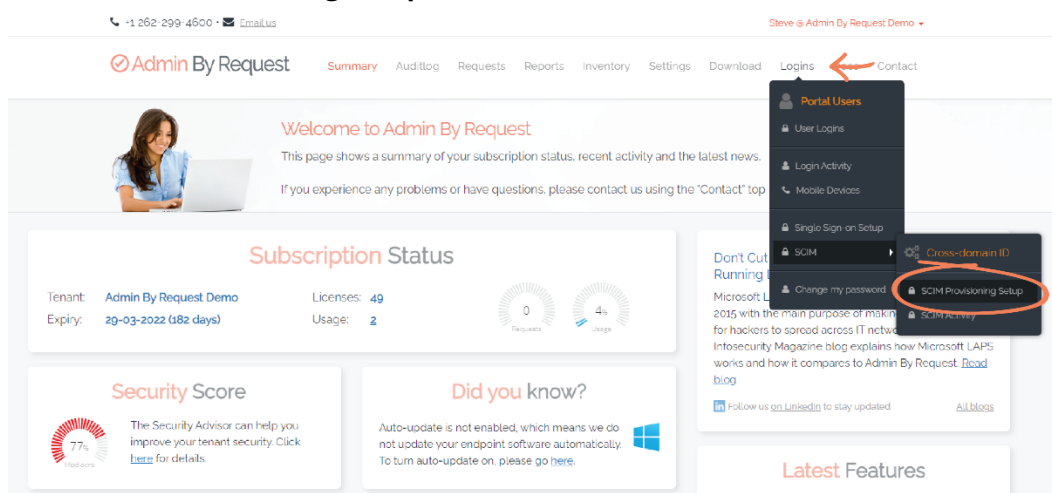 -1 262-299-4600 • Email us
Steve @ Admin By Request Demo
Admin By Request
Summary Auditlog Requests Reports Inventory Settings Download Logins Contact
Portal Users
User Logins
Login Activity
Mobile Devices
Single Sign-on Setup
SCIM
Change my password
Cross-domain ID
SCIM Provisioning Setup
SCIM Activity
Welcome to Admin By Request
This page shows a summary of your subscription status, recent activity and the latest news.
If you experience any problems or have questions, please contact us using the "Contact" top
Subscription Status
Tenant: Admin By Request Demo Licenses: 49
Expiry: 29-03-2022 (182 days) Usage: 2
0
Requests
4%
Usage
Don't Cut
Running
Microsoft L
2015 with the main purpose of makin
for hackers to spread across IT netwo
Infosecurity Magazine blog explains how Microsoft LAPS
works and how it compares to Admin By Request. Read
blog
Follow us on LinkedIn to stay updated All blogs
Security Score
77%
The Security Advisor can help you
improve your tenant security. Click
here for details.
Did you know?
Auto-update is not enabled, which means we do
not update your endpoint software automatically.
To turn auto-update on, please go here.
Latest Features